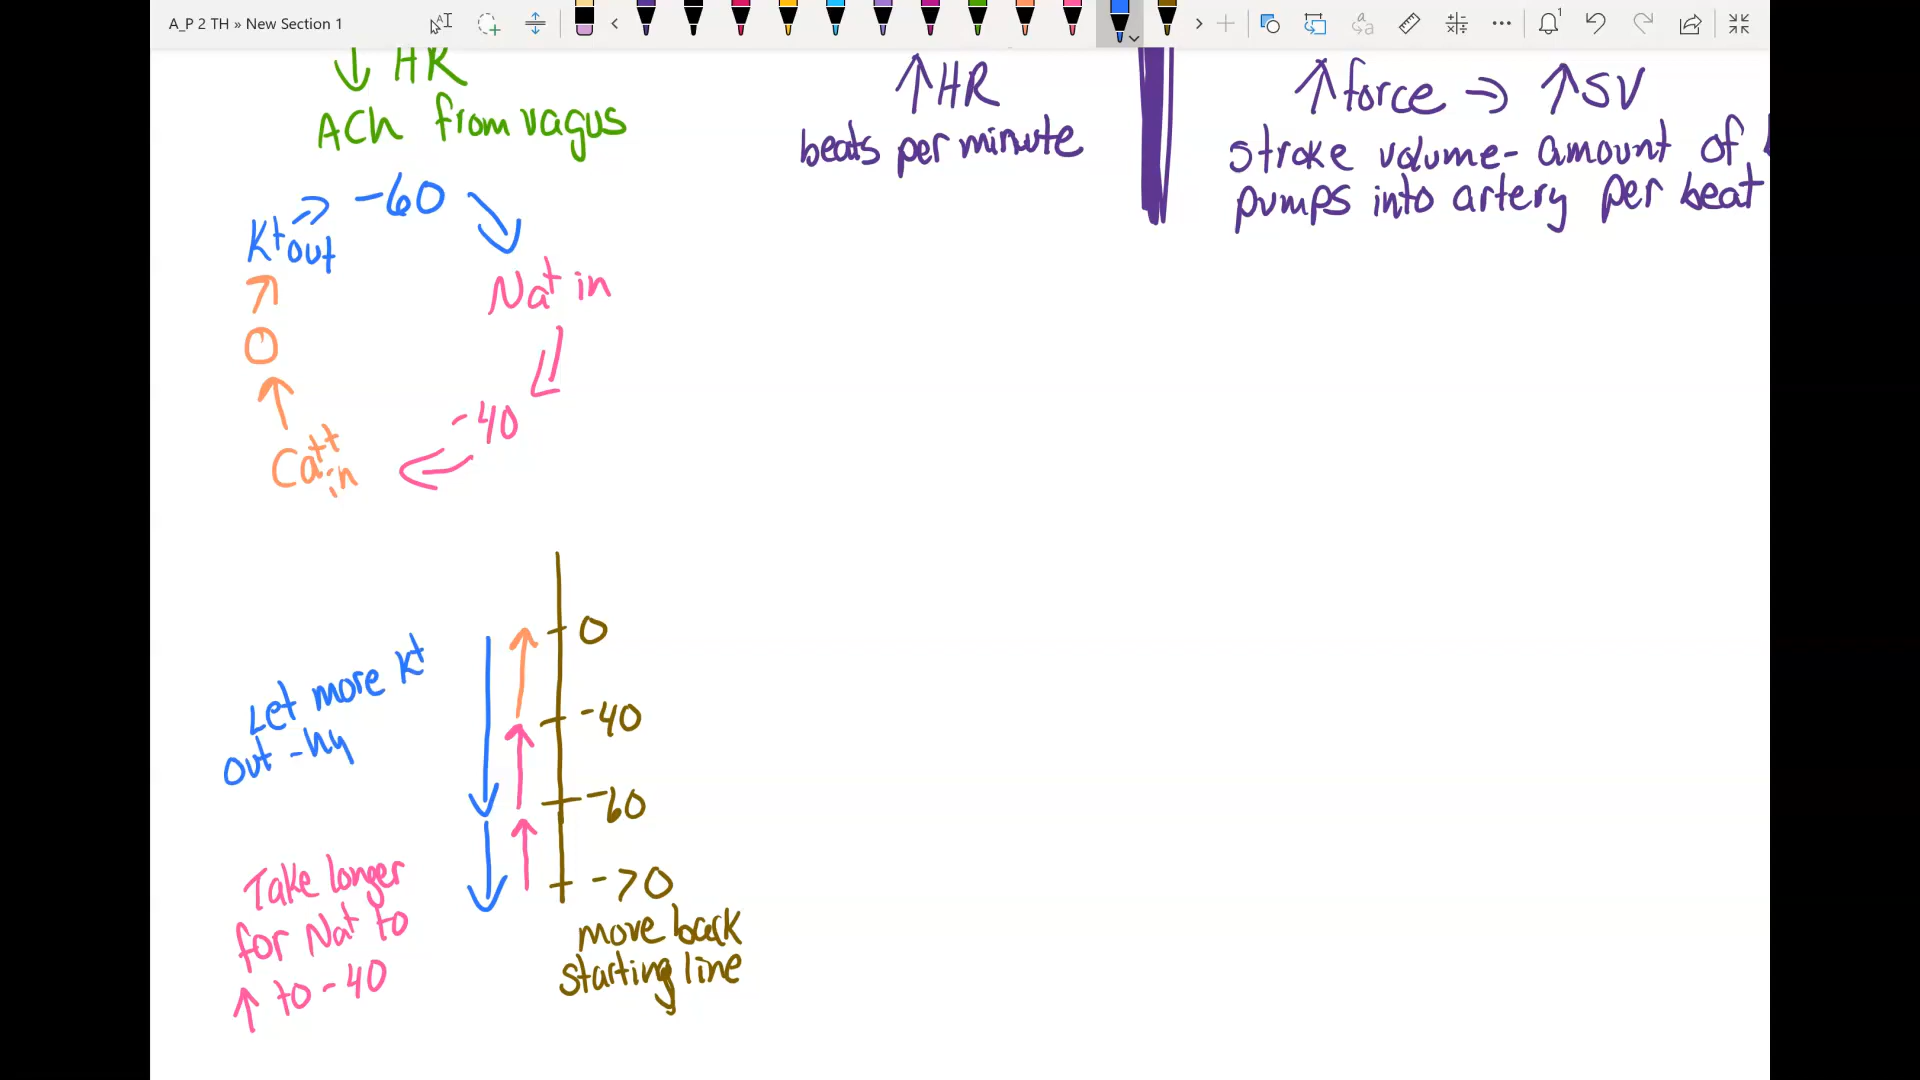 A_P 2 TH » New Section 1
↓ HR
ACh from vagus
↑HR
beats per minute
↑force → ↑SV
stroke volume- amount of
pumps into artery per beat
K+ out → -60
Na+ in
-40
Ca++ in
0
0
-40
-60
-70
move back
starting line
Let more K+
out - hy
Take longer
for Na+ to
↑ to -40